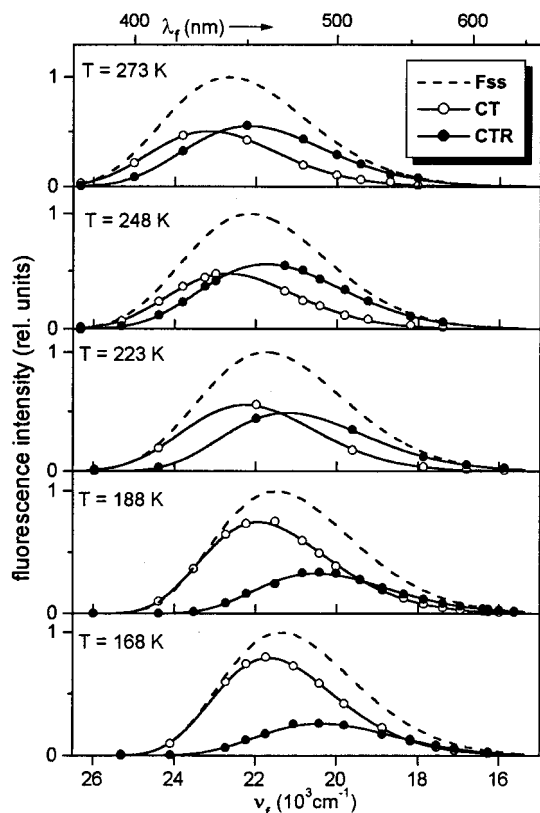 400 500 600
λf (nm)
T = 273 K
Fss
CT
CTR
1
0
T = 248 K
1
0
T = 223 K
1
0
T = 188 K
1
0
T = 168 K
1
0
fluorescence intensity (rel. units)
26 24 22 20 18 16
νf (10³cm⁻¹)